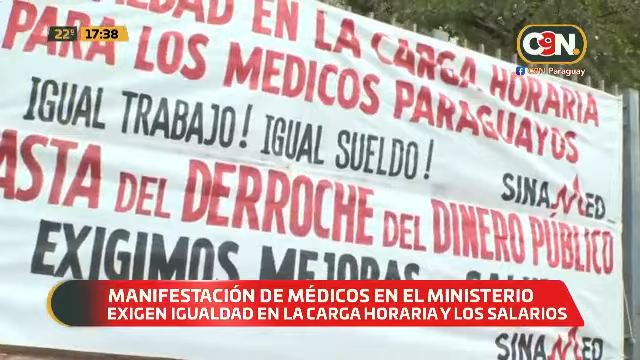 22º 17:38
C9N
C9N Paraguay
EN LA CARGA HORARIA
PARA LOS MEDICOS PARAGUAYOS
IGUAL TRABAJO! IGUAL SUELDO!
SINAMED
DEL DERROCHE DEL DINERO PÚBLICO
EXIGIMOS MEJORAS
MANIFESTACIÓN DE MÉDICOS EN EL MINISTERIO
EXIGEN IGUALDAD EN LA CARGA HORARIA Y LOS SALARIOS